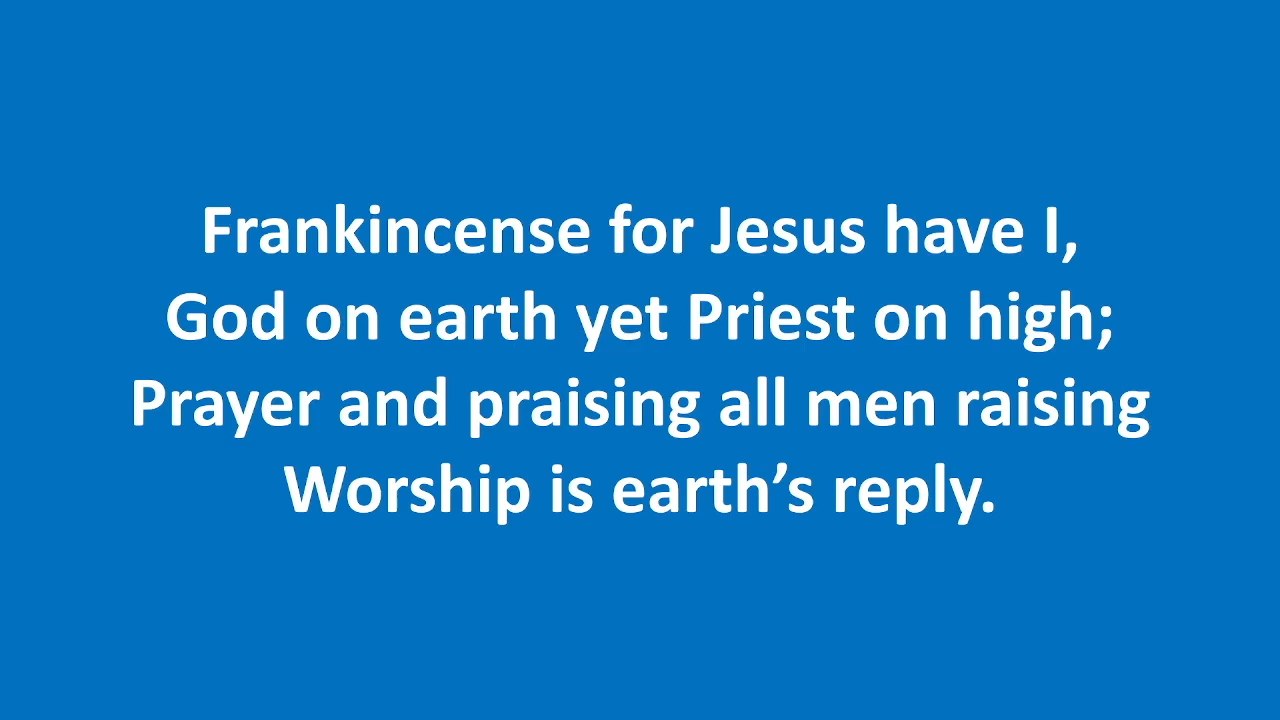 Frankincense for Jesus have I,
God on earth yet Priest on high;
Prayer and praising all men raising
Worship is earth’s reply.